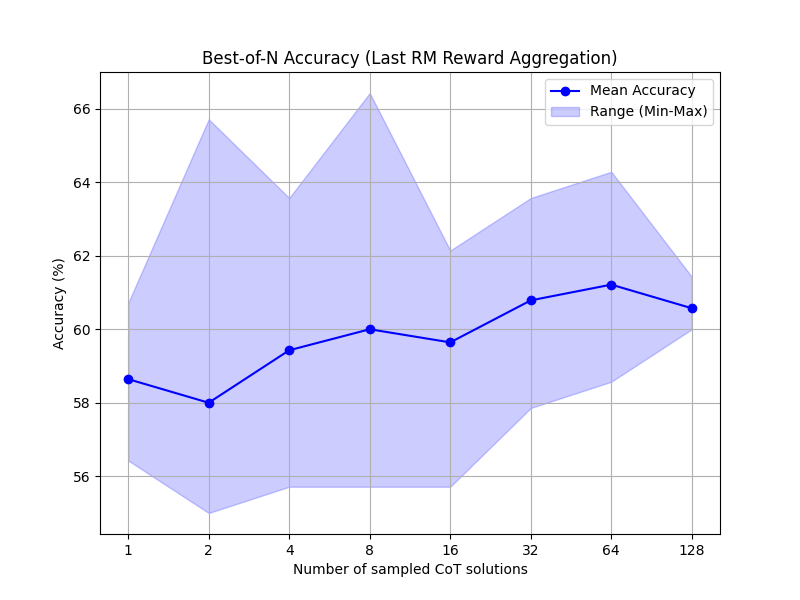 Best-of-N Accuracy (Last RM Reward Aggregation)
Mean Accuracy
Range (Min-Max)
Accuracy (%)
66
64
62
60
58
56
1 2 4 8 16 32 64 128
Number of sampled CoT solutions